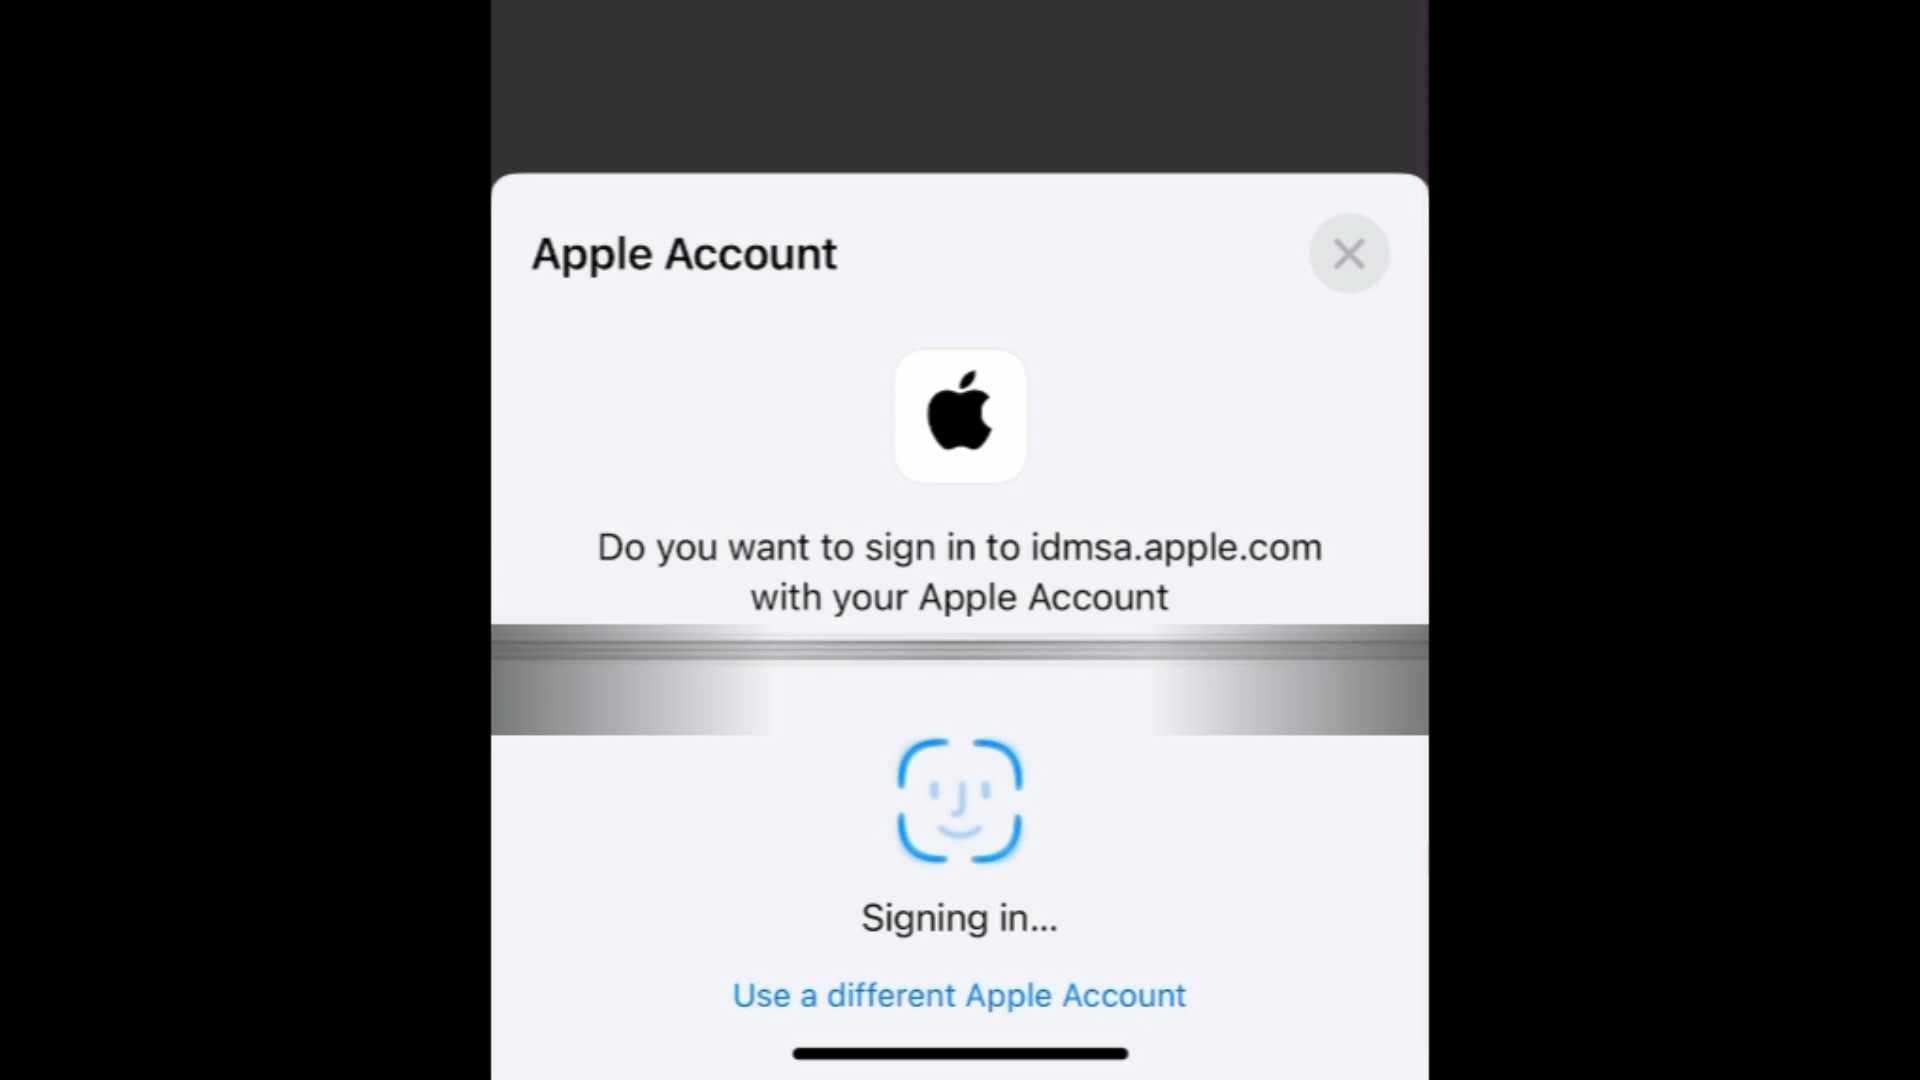 Apple Account
Do you want to sign in to idmsa.apple.com
with your Apple Account
Signing in...
Use a different Apple Account